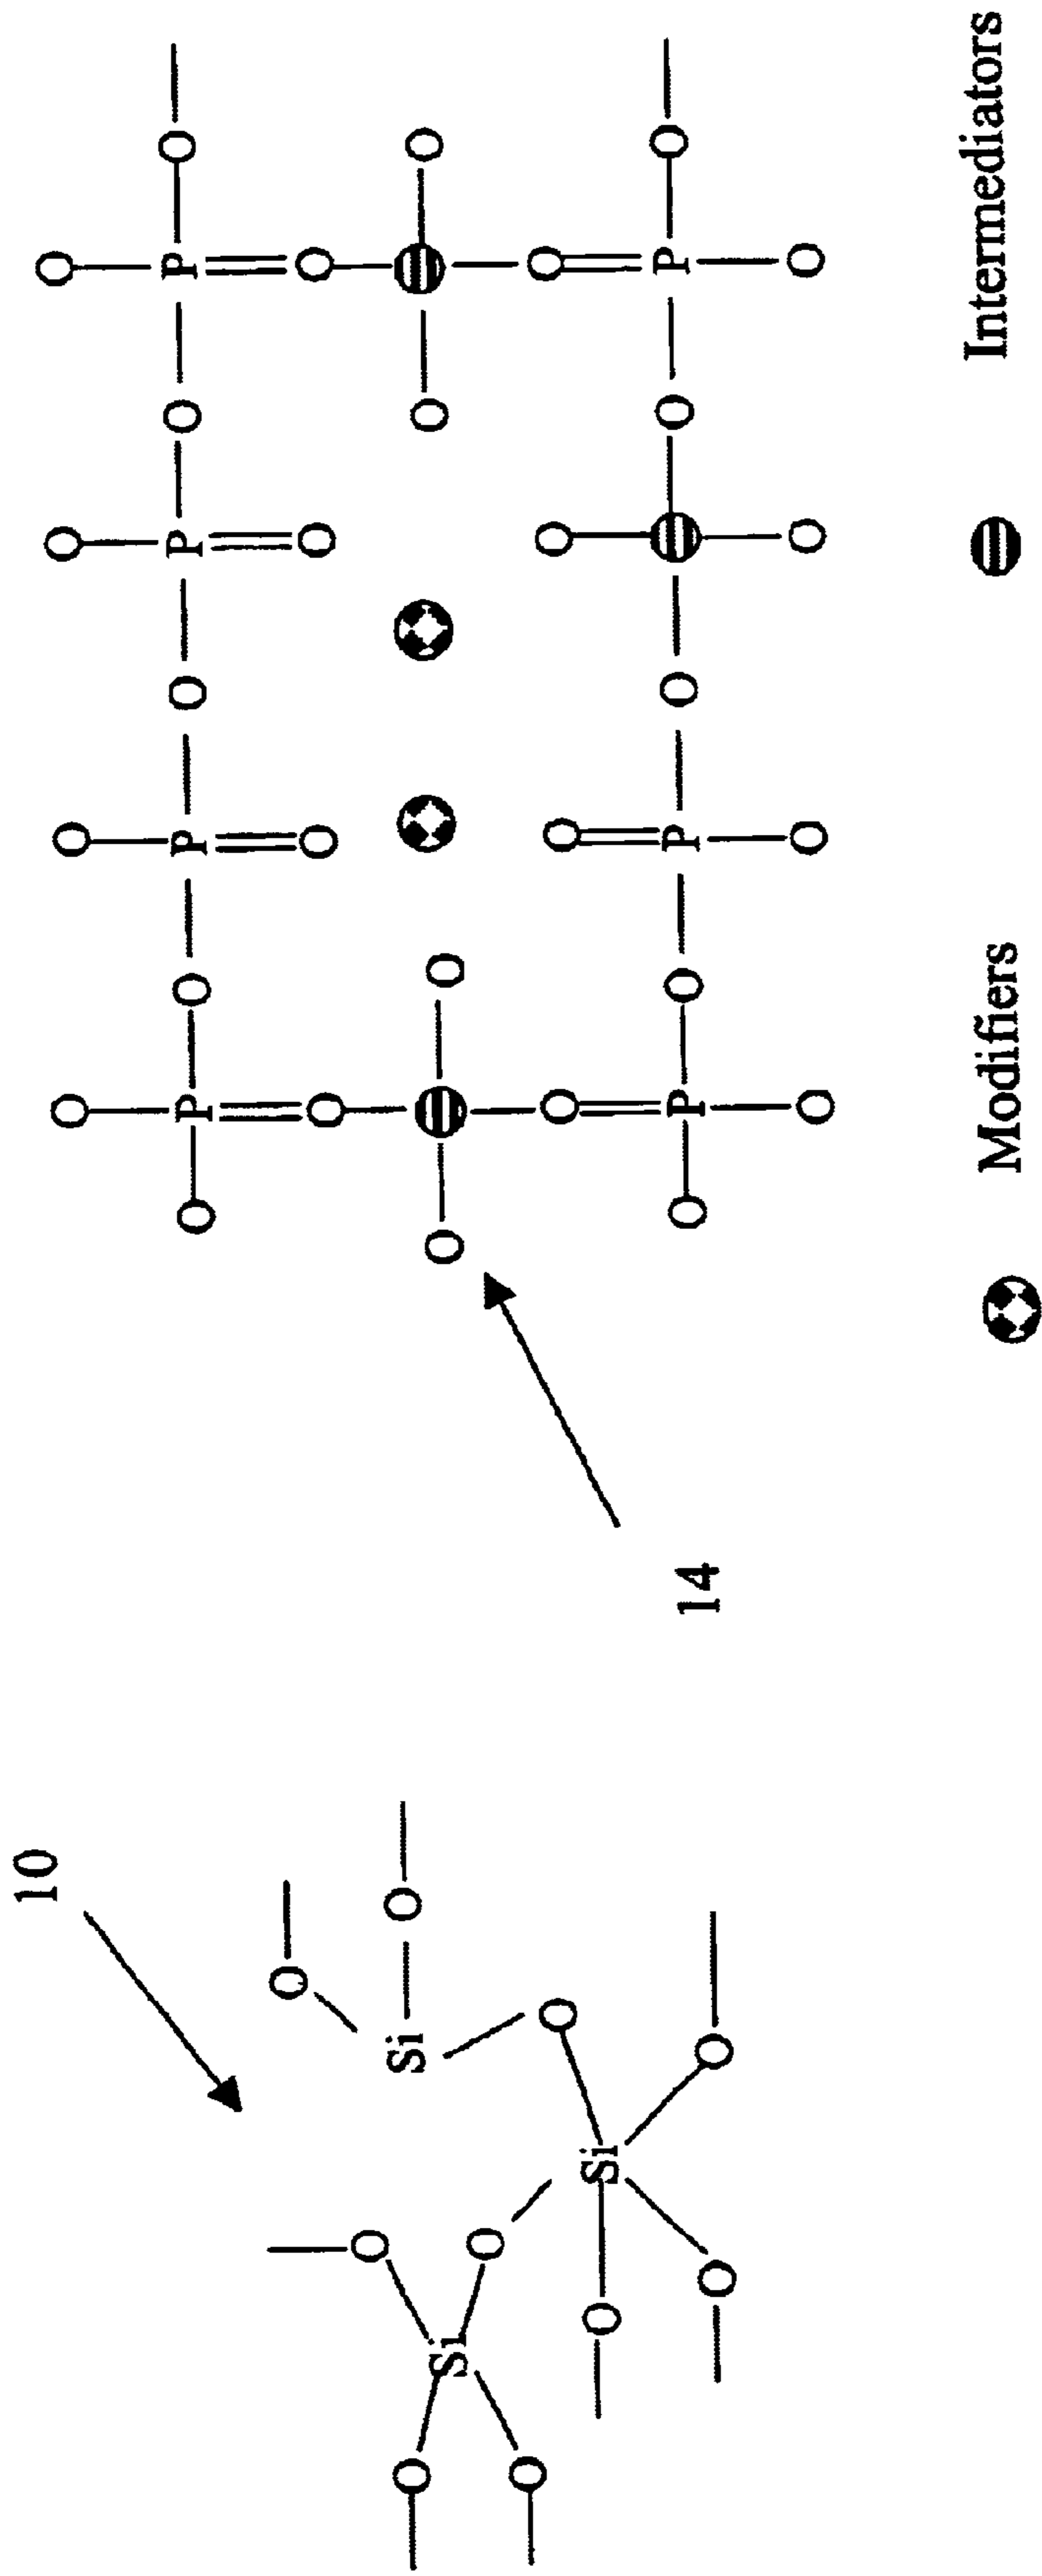 10
O O O O
O P O P O P O P O
O O O O O
O
O Si O O O O O
Si
O
O
O O O O O
O Si
O P O P O O P O
14
O O
O O O O
Modifiers Intermediators